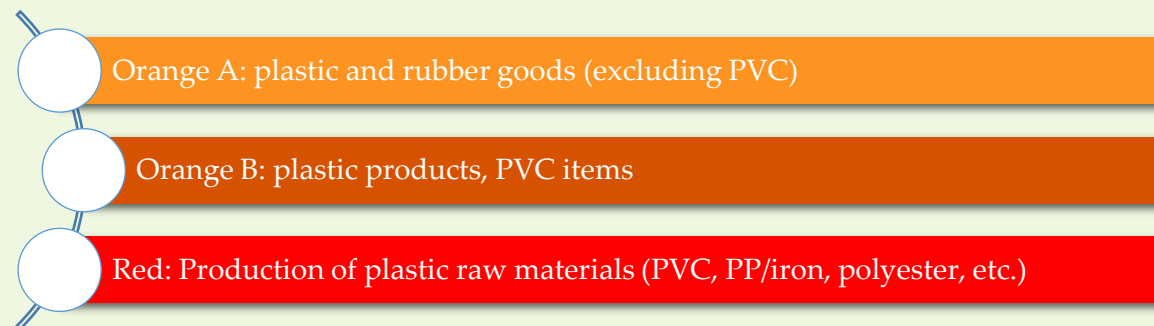 Orange A: plastic and rubber goods (excluding PVC)
Orange B: plastic products, PVC items
Red: Production of plastic raw materials (PVC, PP/iron, polyester, etc.)